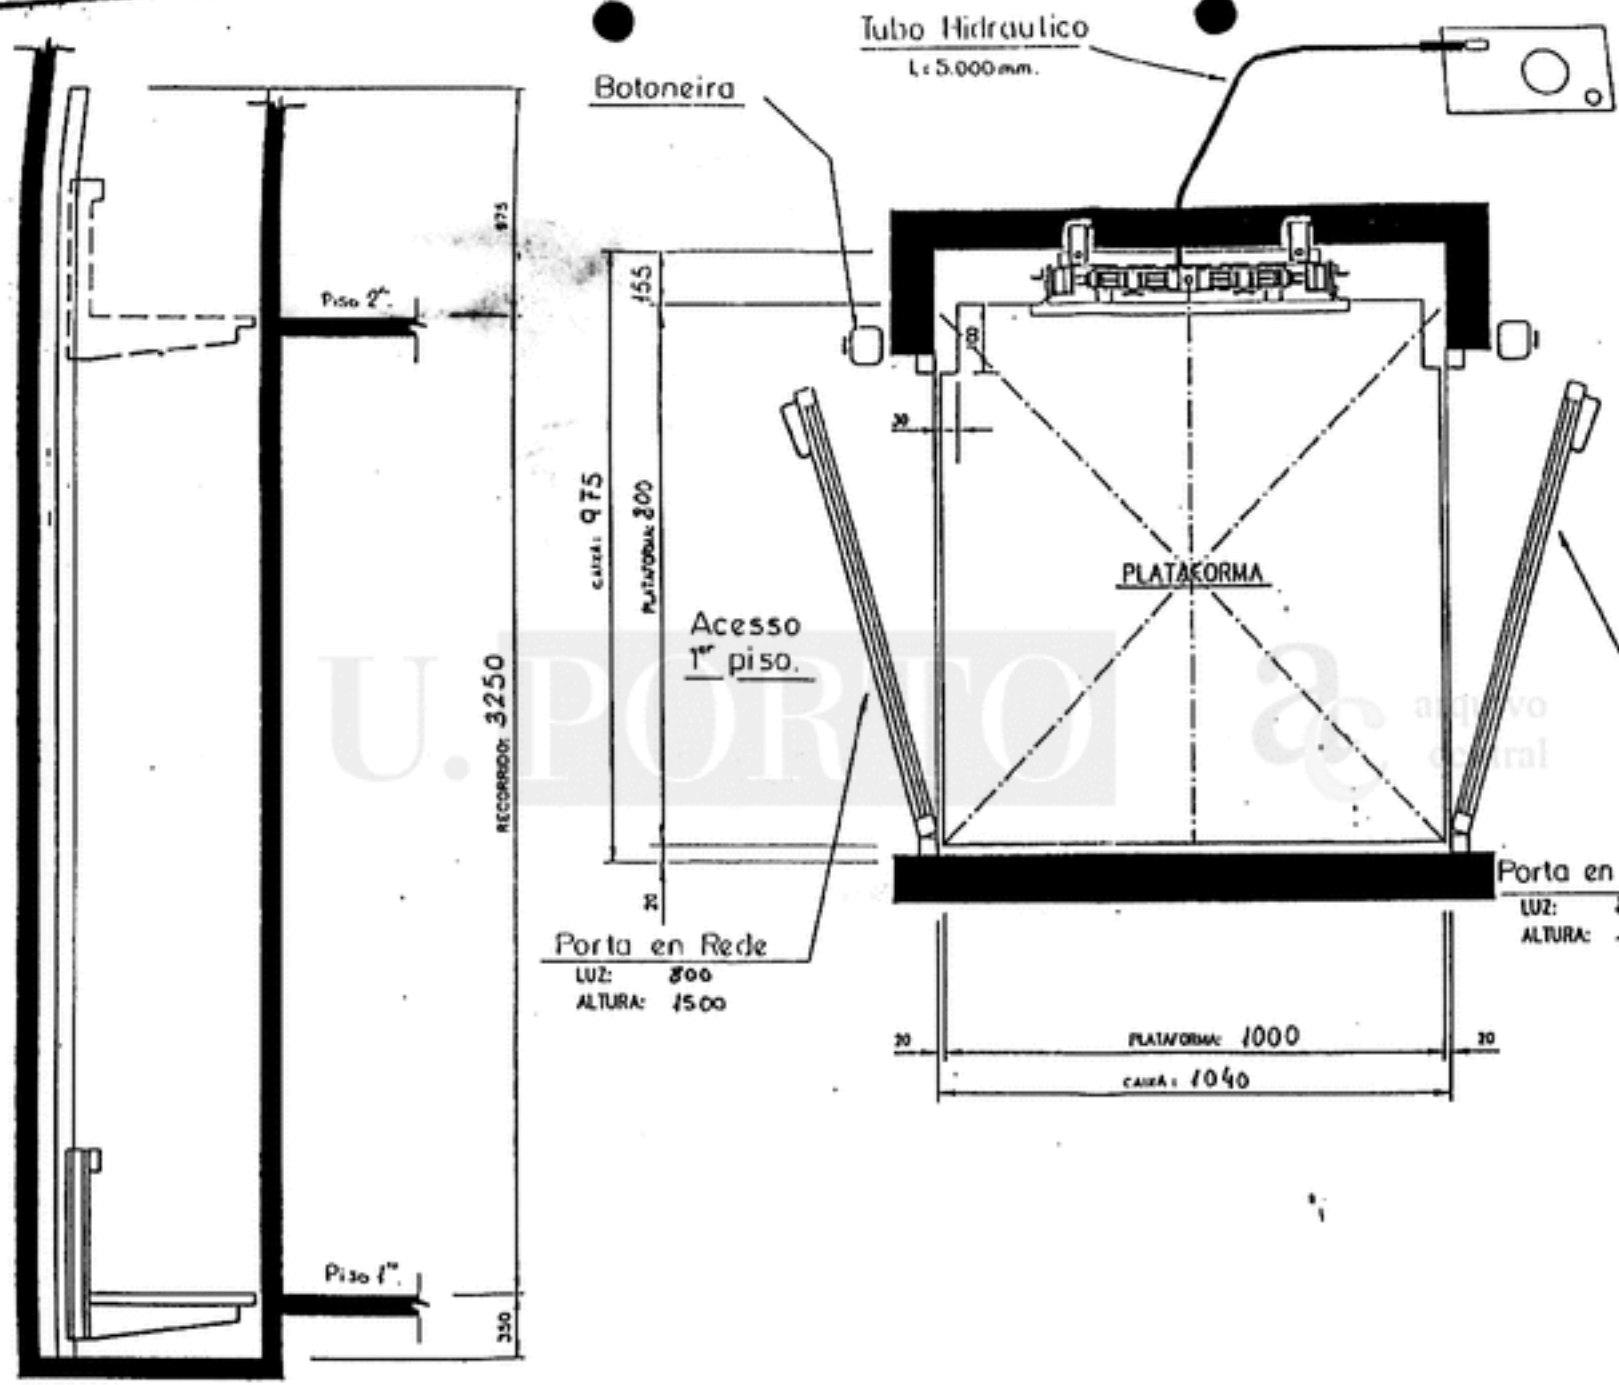 Tubo Hidraulico
L: 5.000 mm.
Botoneira
975
Piso 2º.
155
100
30
CAIXA: 975
PLATAFORMA: 800
PLATAFORMA
Acesso
1er piso.
RECORRIDO: 3250
U. PORTO
arquivo
central
20
Porta en Rede
LUZ: 800
ALTURA: 1500
Porta en
LUZ:
ALTURA:
20
PLATAFORMA: 1000
20
CAIXA: 1040
Piso 1er.
350